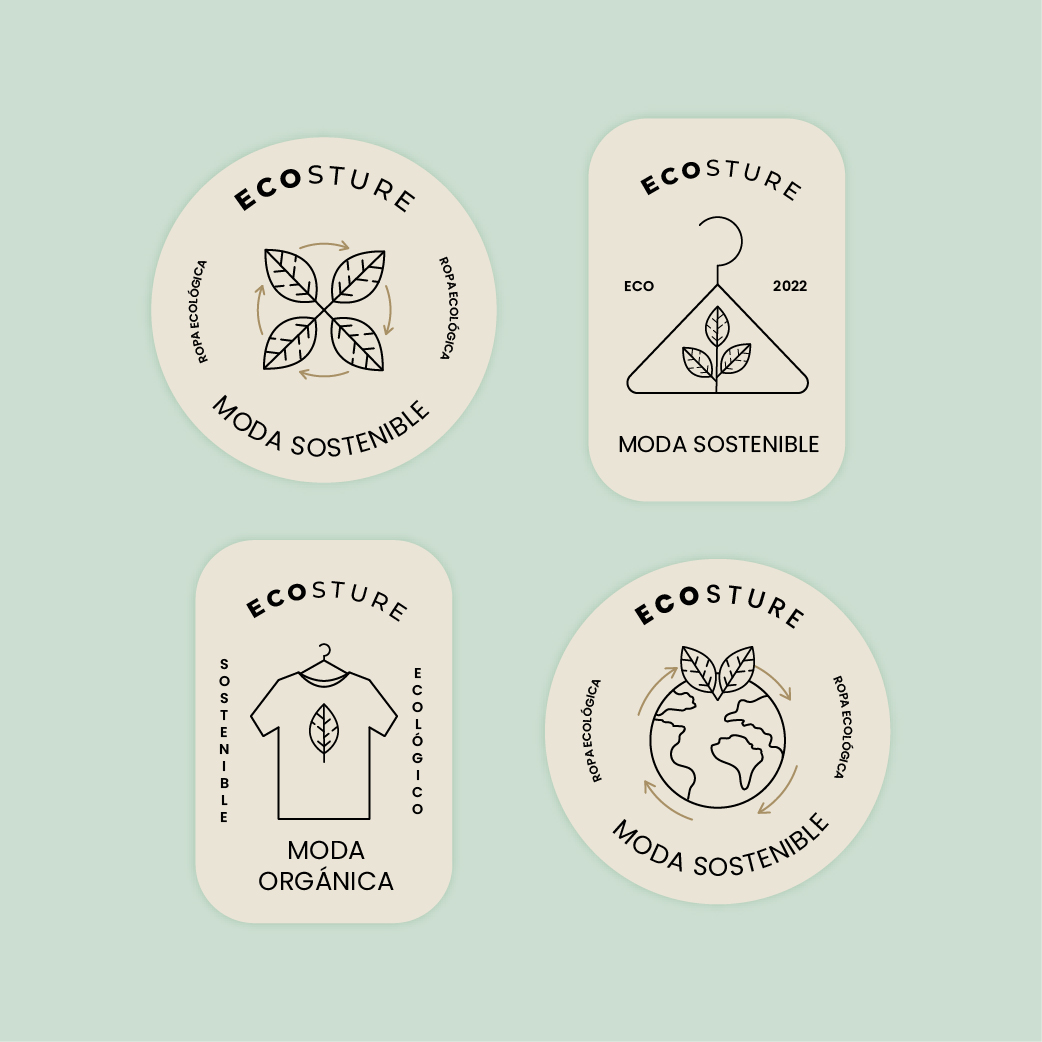 ECOSTURE
ROPA ECOLÓGICA
ROPA ECOLÓGICA
MODA SOSTENIBLE
ECOSTURE
ECO
2022
MODA SOSTENIBLE
ECOSTURE
SOSTENIBLE
ECOLÓGICO
MODA
ORGÁNICA
ECOSTURE
ROPA ECOLÓGICA
ROPA ECOLÓGICA
MODA SOSTENIBLE